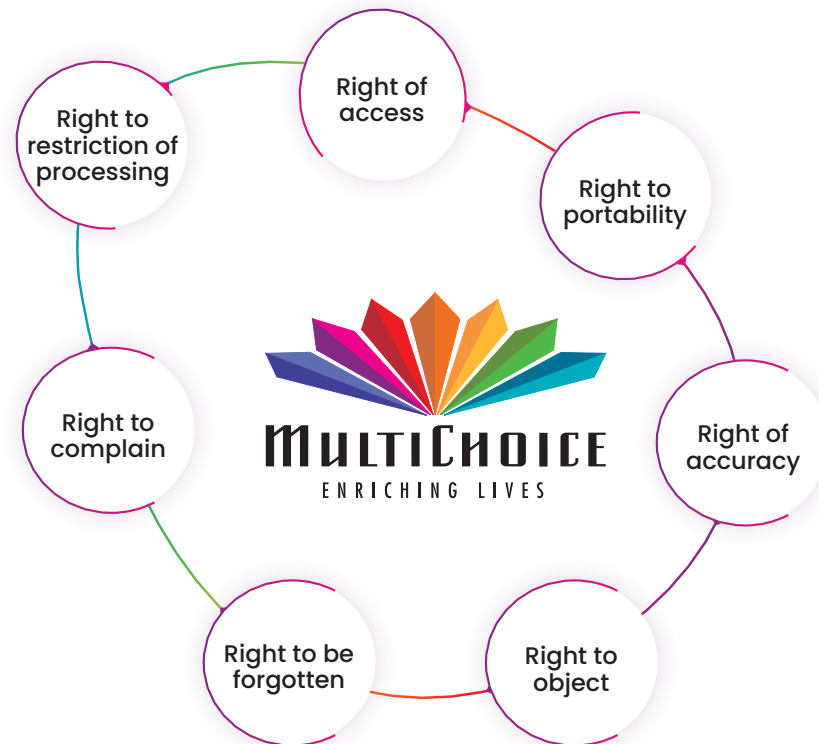 Right of
access
Right to
restriction of
processing
Right to
portability
MULTICHOICE
ENRICHING LIVES
Right to
complain
Right of
accuracy
Right to be
forgotten
Right to
object